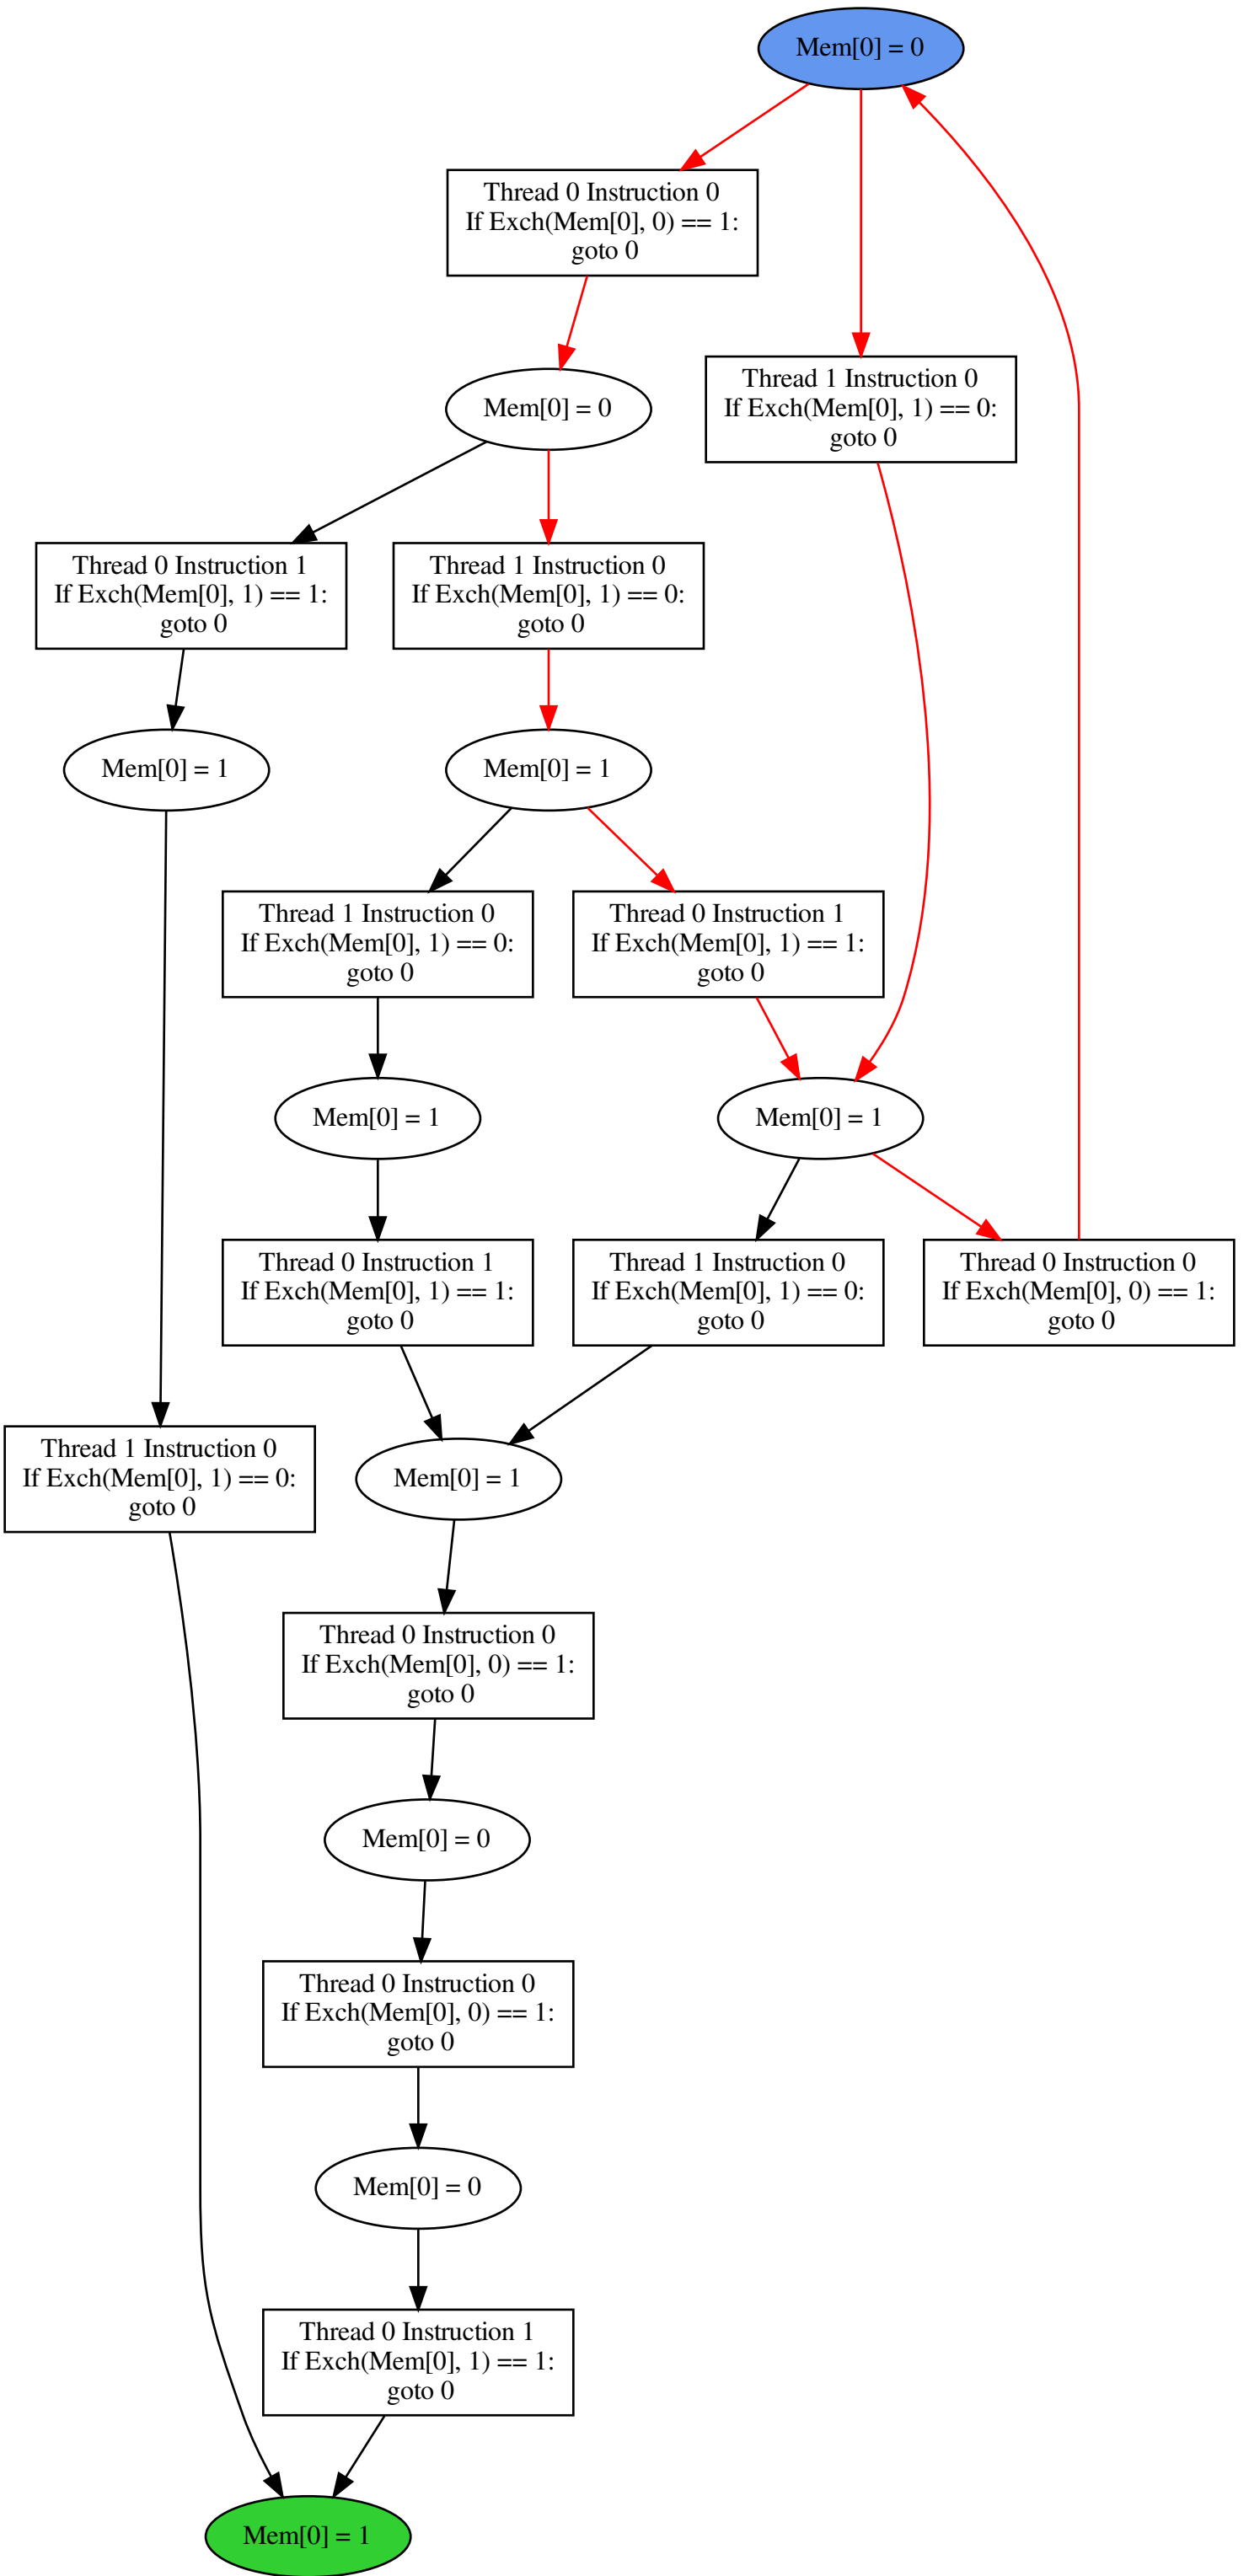 Mem[0] = 0
Thread 0 Instruction 0
If Exch(Mem[0], 0) == 1:
goto 0
Mem[0] = 0
Thread 1 Instruction 0
If Exch(Mem[0], 1) == 0:
goto 0
Thread 0 Instruction 1
If Exch(Mem[0], 1) == 1:
goto 0
Thread 1 Instruction 0
If Exch(Mem[0], 1) == 0:
goto 0
Mem[0] = 1
Mem[0] = 1
Thread 1 Instruction 0
If Exch(Mem[0], 1) == 0:
goto 0
Thread 0 Instruction 1
If Exch(Mem[0], 1) == 1:
goto 0
Mem[0] = 1
Mem[0] = 1
Thread 0 Instruction 1
If Exch(Mem[0], 1) == 1:
goto 0
Thread 1 Instruction 0
If Exch(Mem[0], 1) == 0:
goto 0
Thread 0 Instruction 0
If Exch(Mem[0], 0) == 1:
goto 0
Thread 1 Instruction 0
If Exch(Mem[0], 1) == 0:
goto 0
Mem[0] = 1
Thread 0 Instruction 0
If Exch(Mem[0], 0) == 1:
goto 0
Mem[0] = 0
Thread 0 Instruction 0
If Exch(Mem[0], 0) == 1:
goto 0
Mem[0] = 0
Thread 0 Instruction 1
If Exch(Mem[0], 1) == 1:
goto 0
Mem[0] = 1